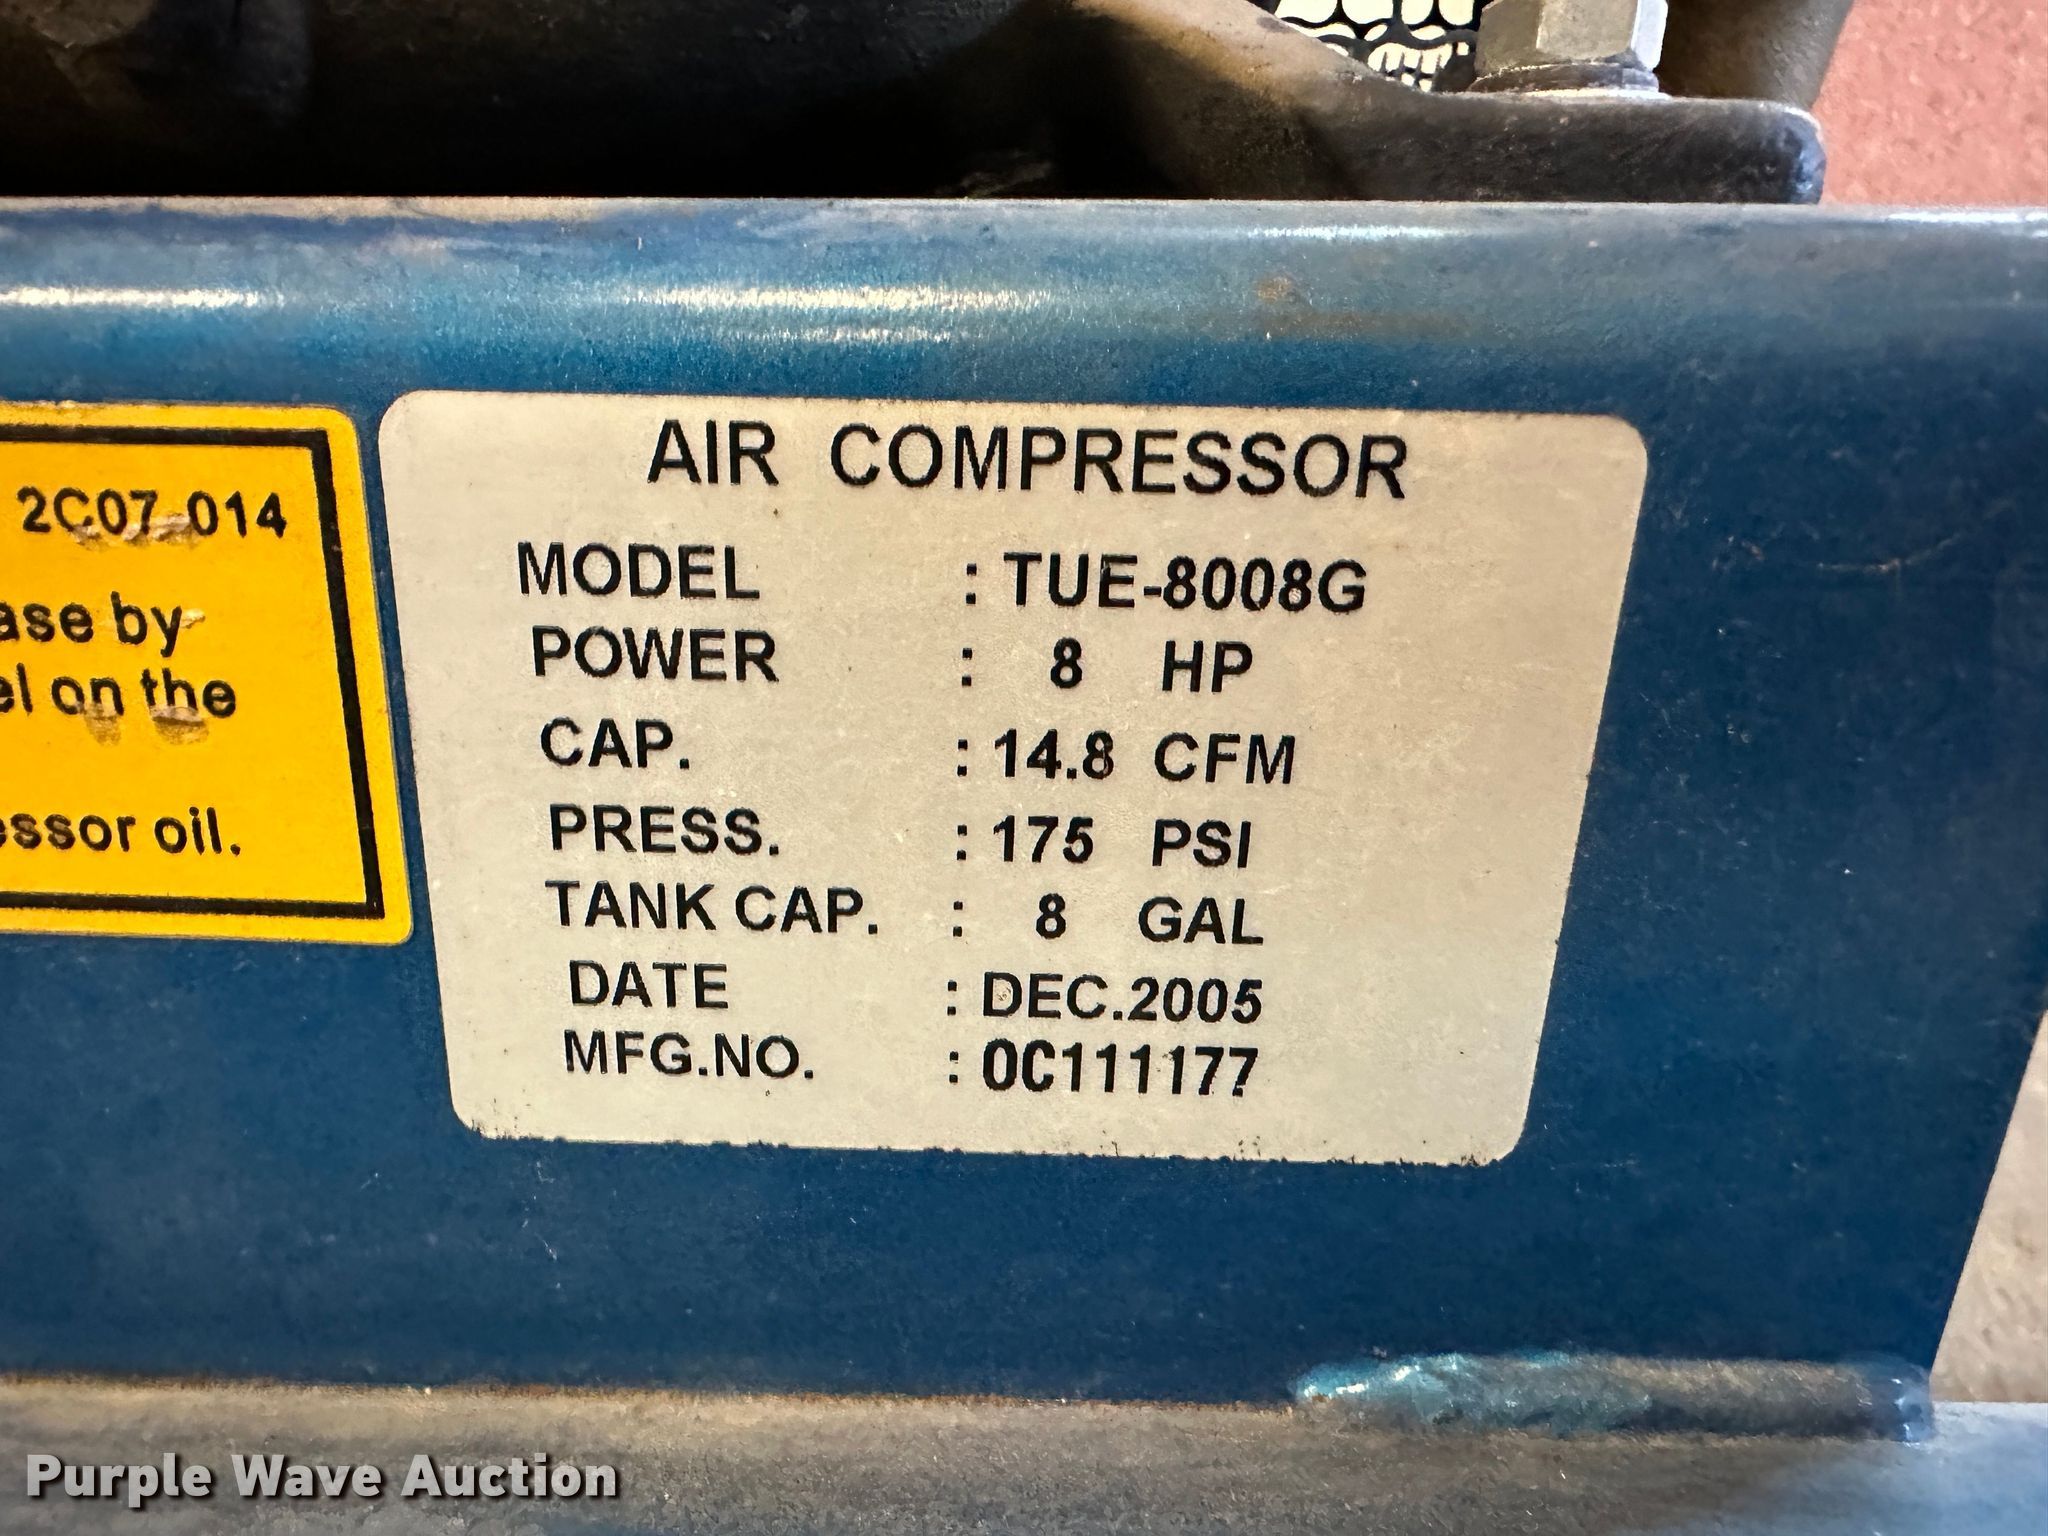 2C07-014
ase by
el on the
essor oil.
AIR COMPRESSOR
MODEL : TUE-8008G
POWER : 8 HP
CAP. : 14.8 CFM
PRESS. : 175 PSI
TANK CAP. : 8 GAL
DATE : DEC.2005
MFG.NO. : 0C111177
Purple Wave Auction